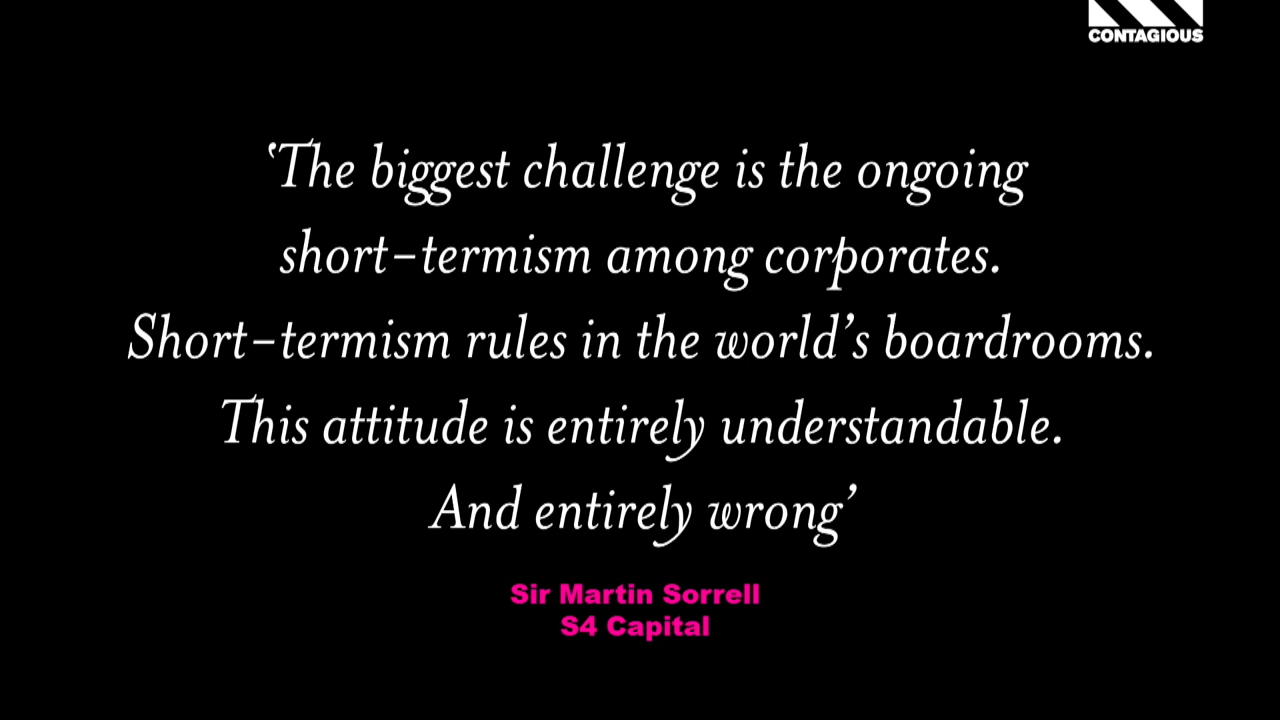 CONTAGIOUS
‘The biggest challenge is the ongoing
short-termism among corporates.
Short-termism rules in the world’s boardrooms.
This attitude is entirely understandable.
And entirely wrong’
Sir Martin Sorrell
S4 Capital